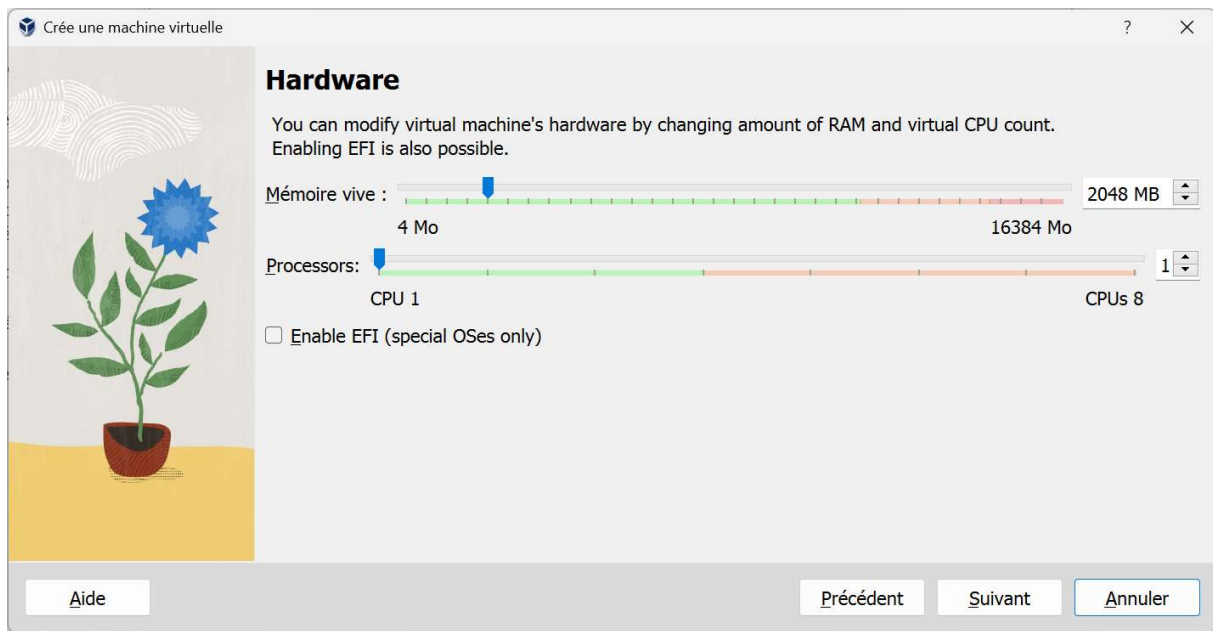 Crée une machine virtuelle
?
Hardware
You can modify virtual machine's hardware by changing amount of RAM and virtual CPU count.
Enabling EFI is also possible.
Mémoire vive :
2048 MB
4 Mo
16384 Mo
Processors:
1
CPU 1
CPUs 8
Enable EFI (special OSes only)
Aide
Précédent
Suivant
Annuler